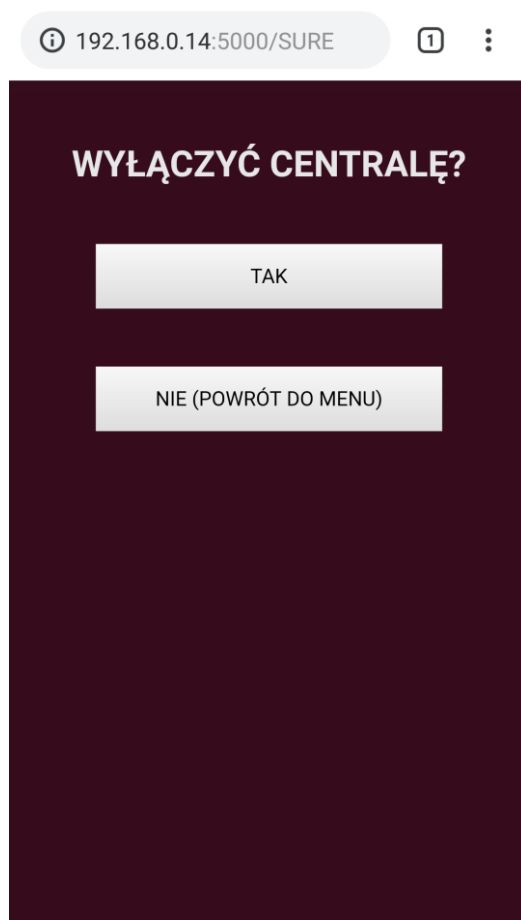 192.168.0.14:5000/SURE
1
WYŁĄCZYĆ CENTRALĘ?
TAK
NIE (POWRÓT DO MENU)